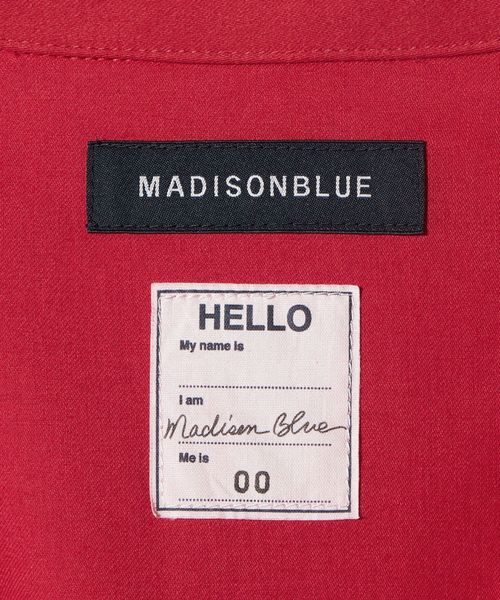 MADISONBLUE
HELLO
My name is
I am
Madison Blue
Me is
00